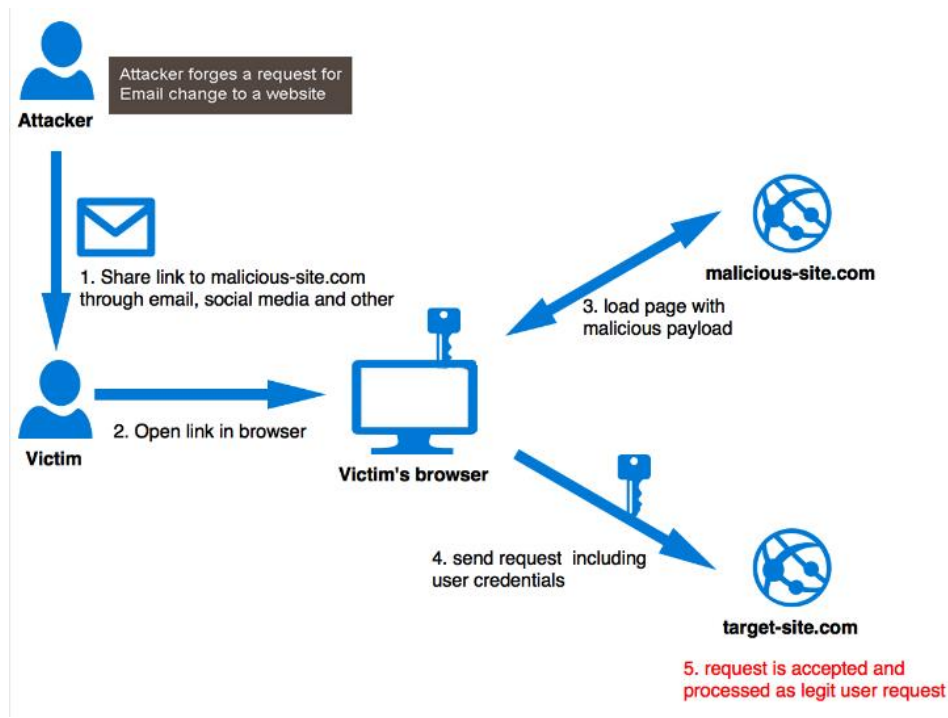 Attacker forges a request for
Email change to a website
Attacker
1. Share link to malicious-site.com
through email, social media and other
malicious-site.com
3. load page with
malicious payload
2. Open link in browser
Victim
Victim's browser
4. send request including
user credentials
target-site.com
5. request is accepted and
processed as legit user request